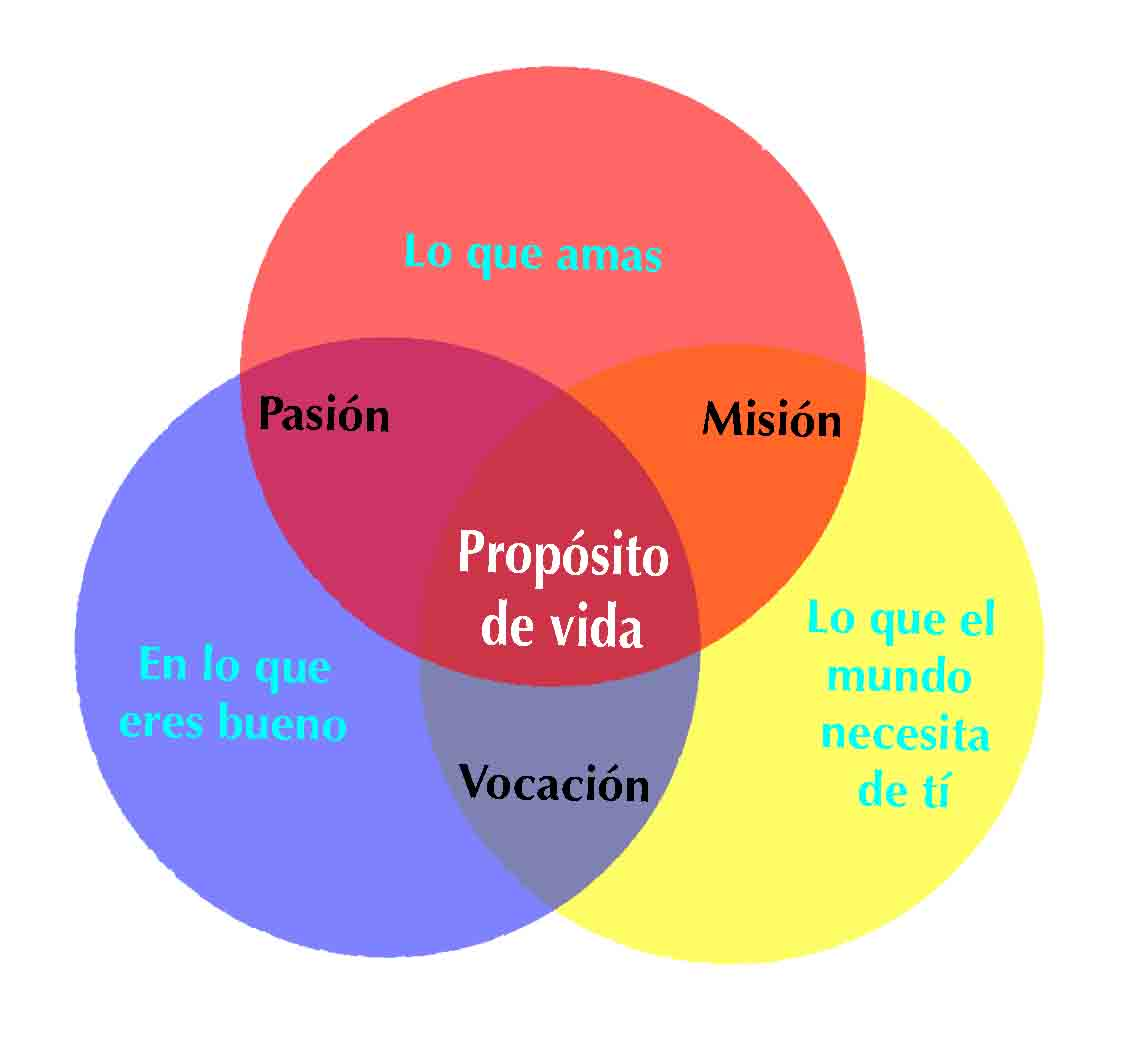 Lo que amas
Pasión
Misión
Propósito
de vida
En lo que
eres bueno
Lo que el
mundo
necesita
de tí
Vocación